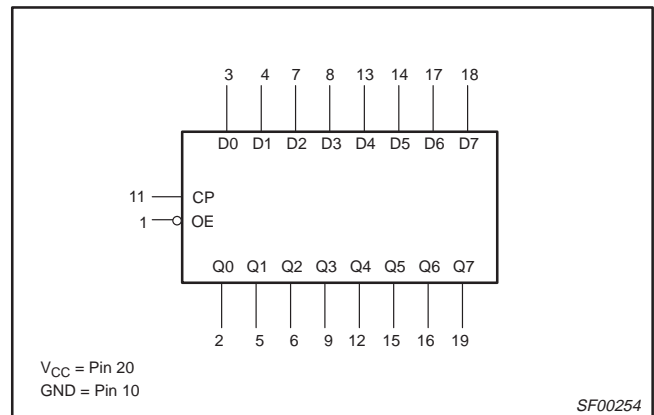 3 4 7 8 13 14 17 18
D0 D1 D2 D3 D4 D5 D6 D7
11 CP
1 OE
Q0 Q1 Q2 Q3 Q4 Q5 Q6 Q7
2 5 6 9 12 15 16 19
VCC = Pin 20
GND = Pin 10
SF00254